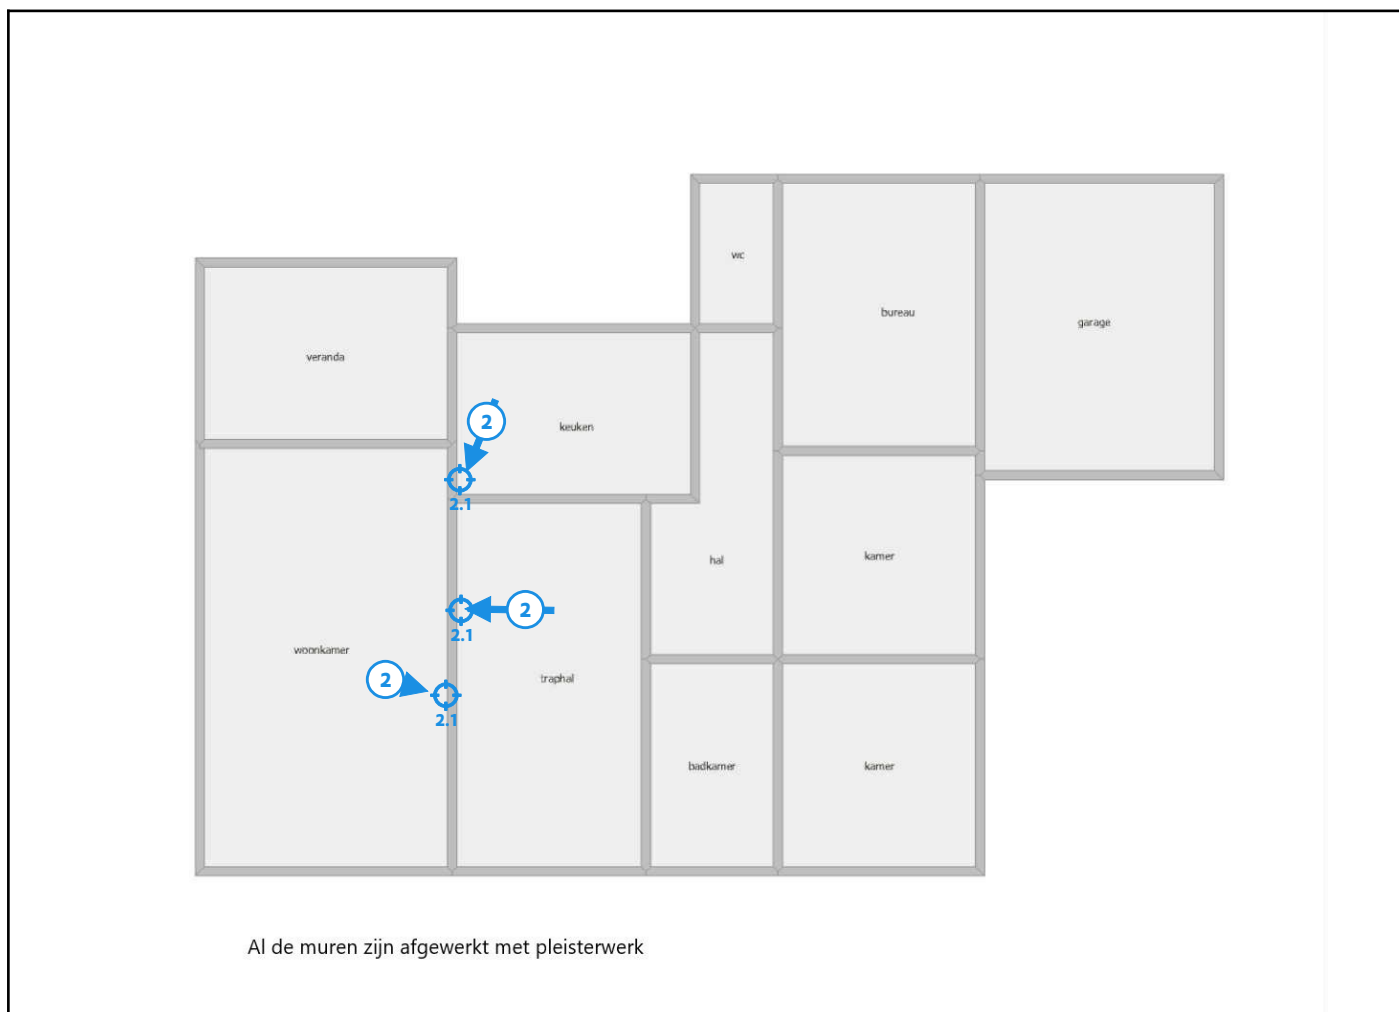 wc
bureau
garage
veranda
2
keuken
2.1
hal
kamer
2
2.1
woonkamer
traphal
2
2.1
badkamer
kamer
Al de muren zijn afgewerkt met pleisterwerk